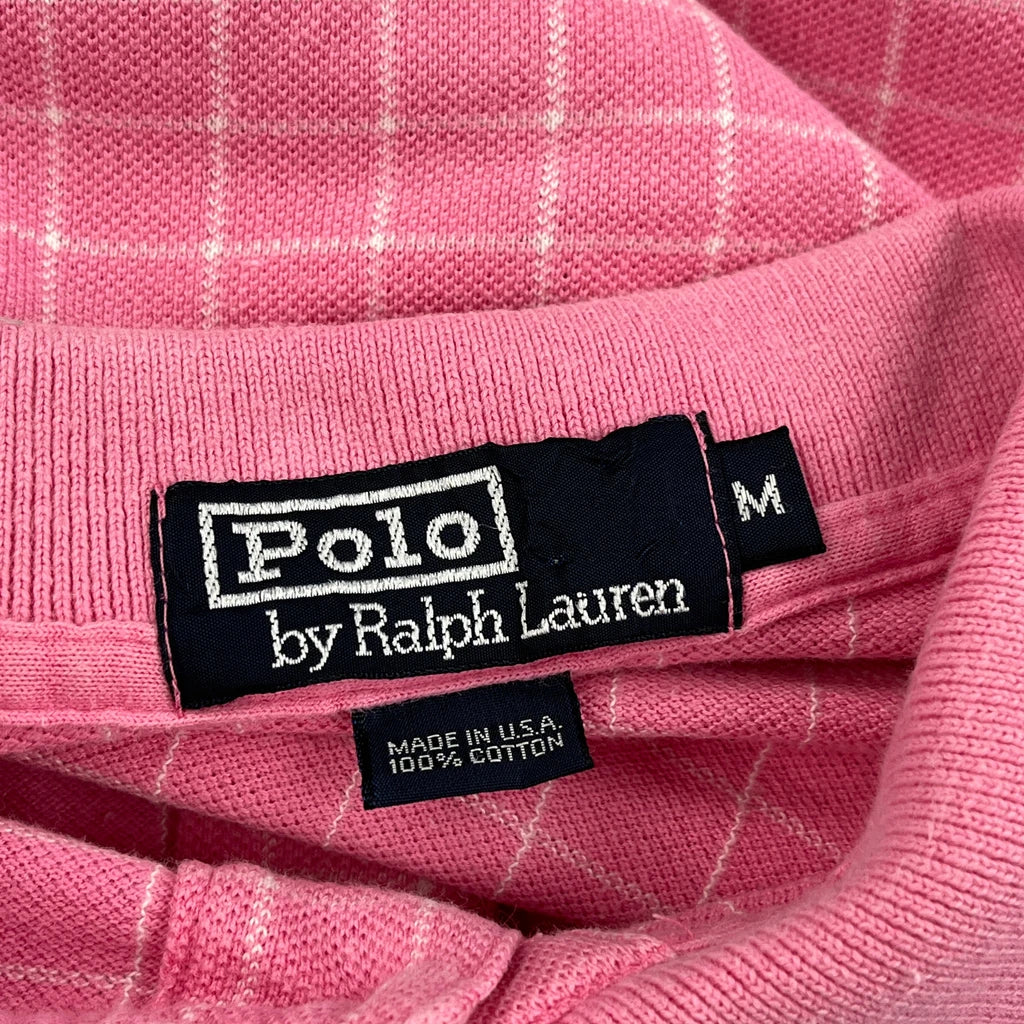 Polo
by Ralph Lauren
M
MADE IN U.S.A.
100% COTTON